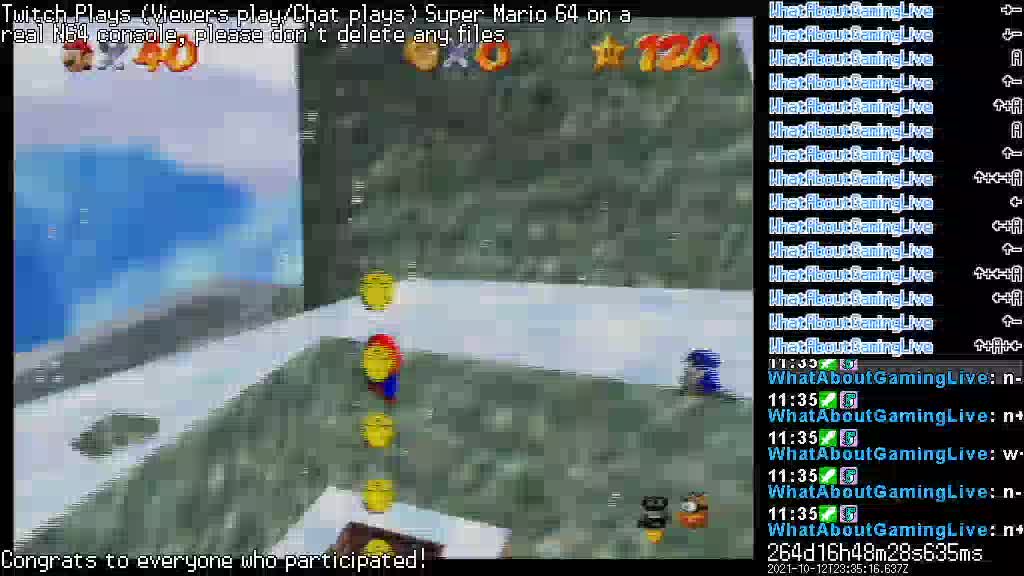 Twitch Plays (Viewers play/Chat plays) Super Mario 64 on a
real N64 console, please don't delete any files
40
0
120
WhatAboutGamingLive ↑←
WhatAboutGamingLive ↓←
WhatAboutGamingLive A
WhatAboutGamingLive ↑←
WhatAboutGamingLive ↑+A
WhatAboutGamingLive A
WhatAboutGamingLive ↑←
WhatAboutGamingLive
WhatAboutGamingLive ←
WhatAboutGamingLive ←+A
WhatAboutGamingLive ↑←
WhatAboutGamingLive
WhatAboutGamingLive ←+A
WhatAboutGamingLive ↑←
WhatAboutGamingLive
11:35
WhatAboutGamingLive: n-
11:35
WhatAboutGamingLive: n+
11:35
WhatAboutGamingLive: w-
11:35
WhatAboutGamingLive: n-
11:35
WhatAboutGamingLive: n+
Congrats to everyone who participated!
264d16h48m28s635ms
2021-10-12T23:35:16.637Z